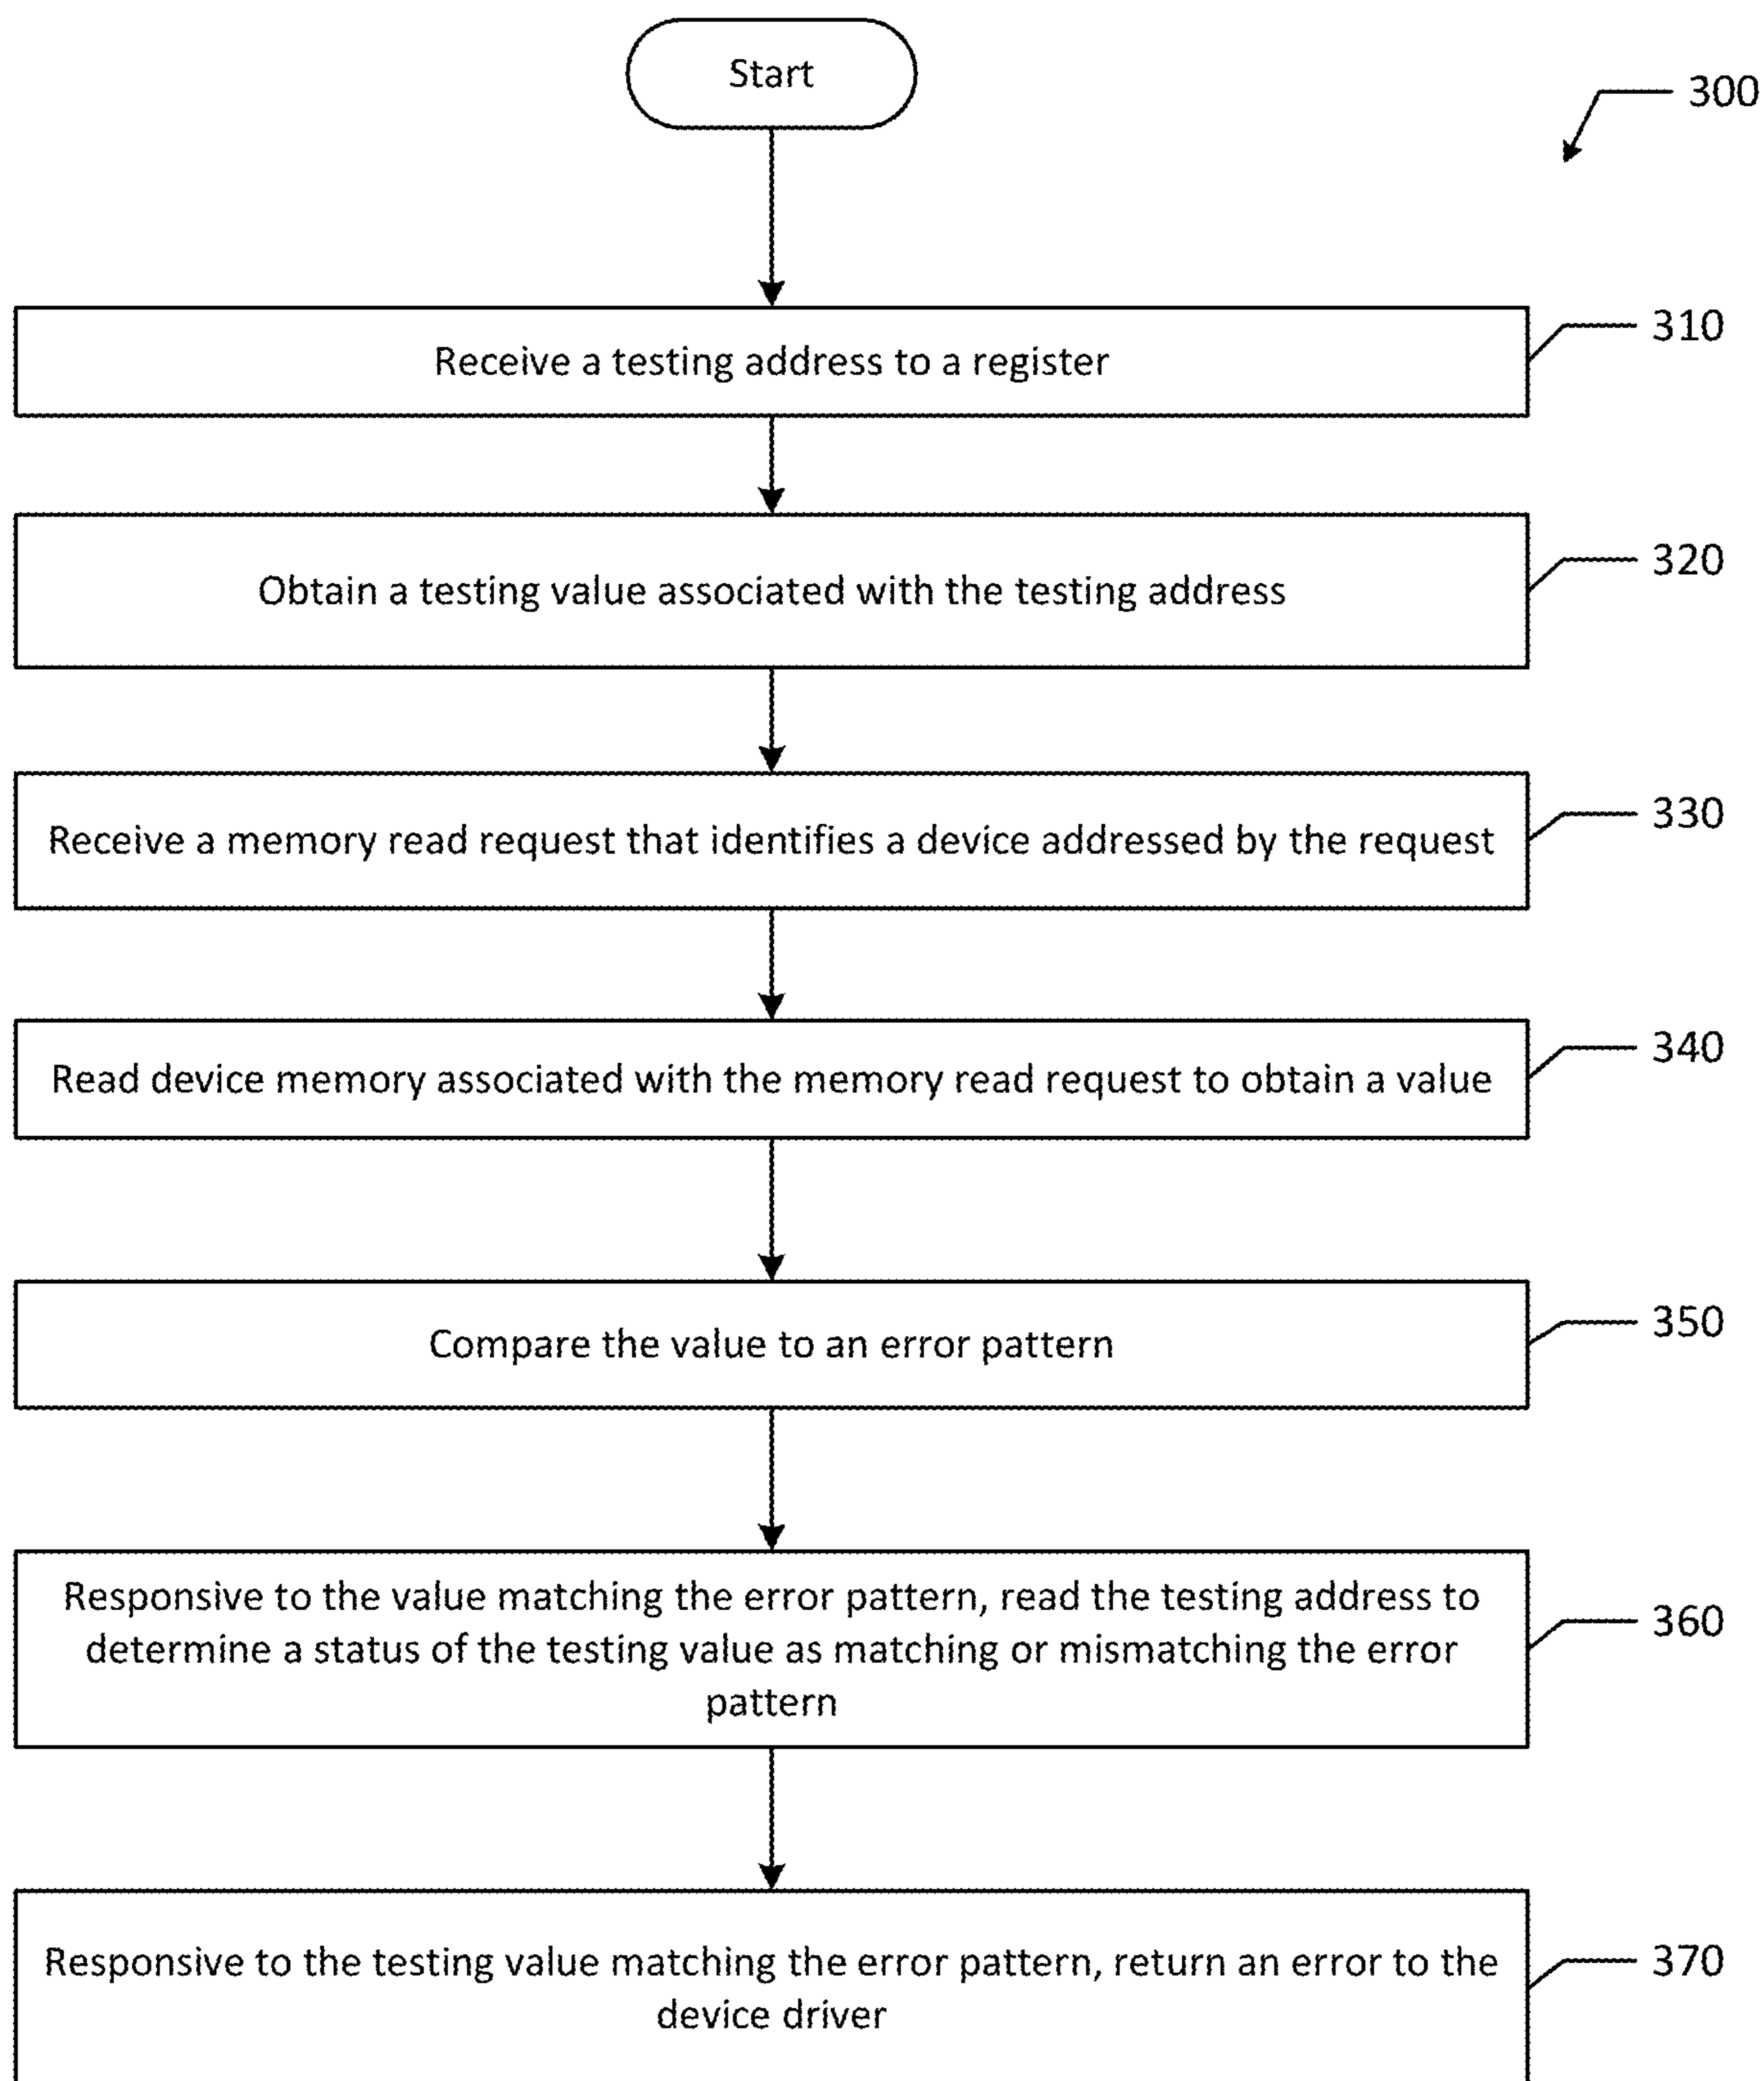 Start
300
Receive a testing address to a register
310
Obtain a testing value associated with the testing address
320
Receive a memory read request that identifies a device addressed by the request
330
Read device memory associated with the memory read request to obtain a value
340
Compare the value to an error pattern
350
Responsive to the value matching the error pattern, read the testing address to
determine a status of the testing value as matching or mismatching the error
pattern
360
Responsive to the testing value matching the error pattern, return an error to the
device driver
370